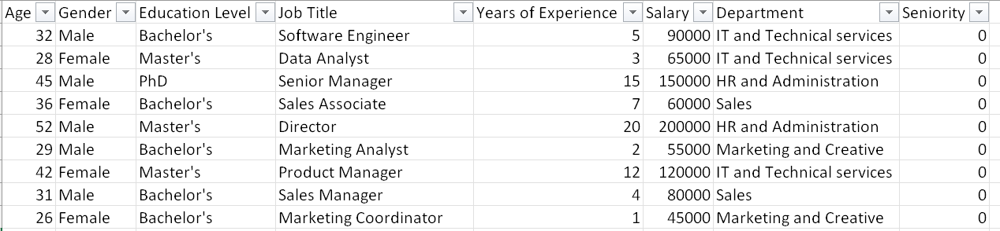 Age Gender Education Level Job Title Years of Experience Salary Department Seniority
32 Male Bachelor's Software Engineer 5 90000 IT and Technical services 0
28 Female Master's Data Analyst 3 65000 IT and Technical services 0
45 Male PhD Senior Manager 15 150000 HR and Administration 0
36 Female Bachelor's Sales Associate 7 60000 Sales 0
52 Male Master's Director 20 200000 HR and Administration 0
29 Male Bachelor's Marketing Analyst 2 55000 Marketing and Creative 0
42 Female Master's Product Manager 12 120000 IT and Technical services 0
31 Male Bachelor's Sales Manager 4 80000 Sales 0
26 Female Bachelor's Marketing Coordinator 1 45000 Marketing and Creative 0